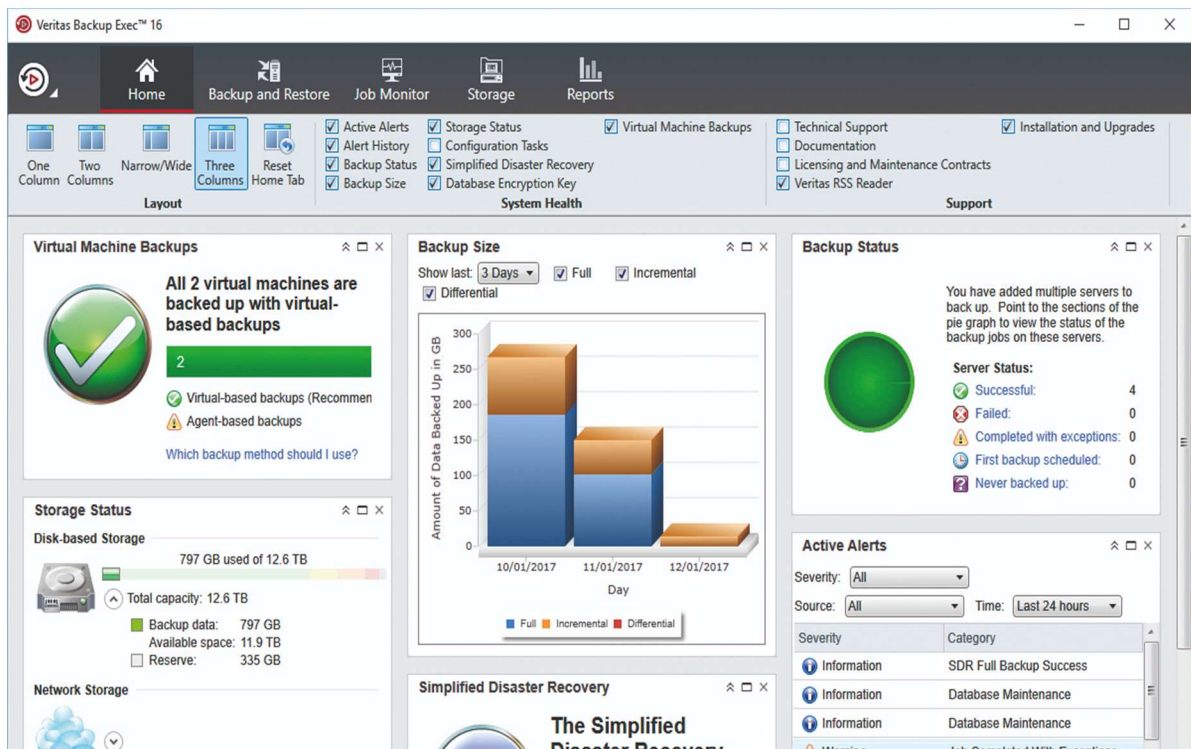 Veritas Backup Exec™ 16
Home
Backup and Restore
Job Monitor
Storage
Reports
One Column
Two Columns
Narrow/Wide
Three Columns
Reset Home Tab
Layout
Active Alerts
Alert History
Backup Status
Backup Size
Storage Status
Configuration Tasks
Simplified Disaster Recovery
Database Encryption Key
Virtual Machine Backups
System Health
Technical Support
Documentation
Licensing and Maintenance Contracts
Veritas RSS Reader
Installation and Upgrades
Support
Virtual Machine Backups
All 2 virtual machines are
backed up with virtual-
based backups
2
Virtual-based backups (Recommen
Agent-based backups
Which backup method should I use?
Storage Status
Disk-based Storage
797 GB used of 12.6 TB
Total capacity: 12.6 TB
Backup data: 797 GB
Available space: 11.9 TB
Reserve: 335 GB
Network Storage
Backup Size
Show last: 3 Days Full Incremental
Differential
Amount of Data Backed Up in GB
300
250
200
150
100
50
0
10/01/2017 11/01/2017 12/01/2017
Day
Full Incremental Differential
Simplified Disaster Recovery
The Simplified
Disaster Recovery
Backup Status
You have added multiple servers to
back up. Point to the sections of the
pie graph to view the status of the
backup jobs on these servers.
Server Status:
Successful: 4
Failed: 0
Completed with exceptions: 0
First backup scheduled: 0
Never backed up: 0
Active Alerts
Severity: All
Source: All Time: Last 24 hours
Severity Category
Information SDR Full Backup Success
Information Database Maintenance
Information Database Maintenance
Warning Job Completed With Exceptions